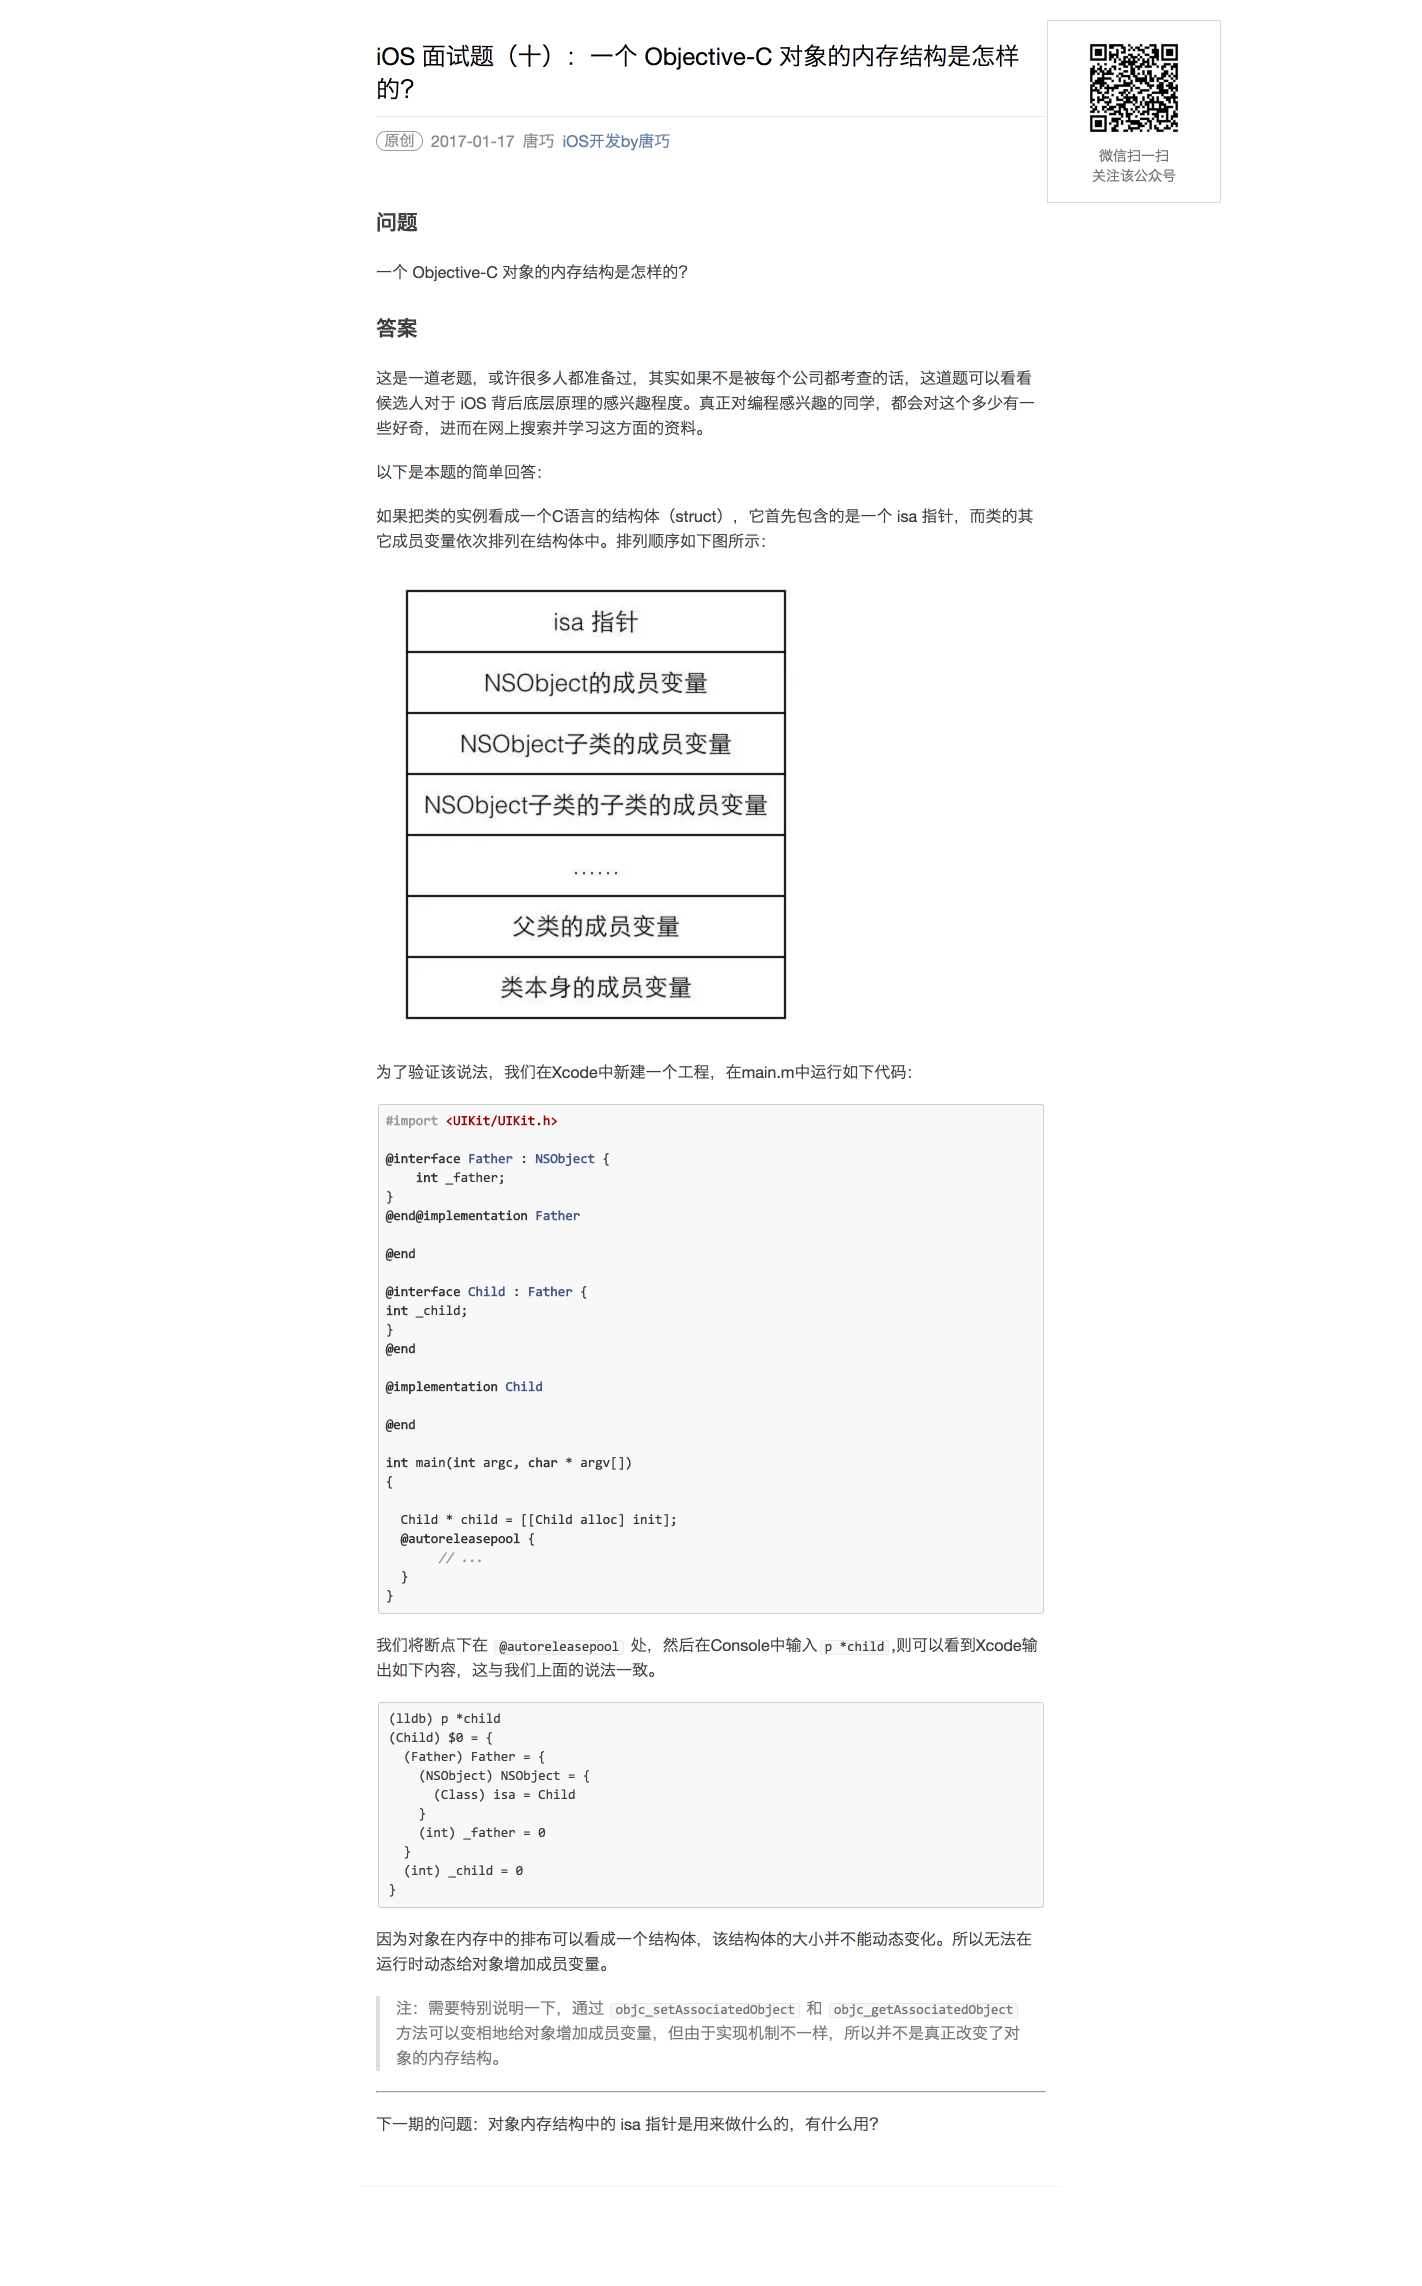 iOS 面试题（十）：一个 Objective-C 对象的内存结构是怎样
的？
原创 2017-01-17 唐巧 iOS开发by唐巧
微信扫一扫
关注该公众号
问题
一个 Objective-C 对象的内存结构是怎样的？
答案
这是一道老题，或许很多人都准备过，其实如果不是被每个公司都考查的话，这道题可以看看
候选人对于 iOS 背后底层原理的感兴趣程度。真正对编程感兴趣的同学，都会对这个多少有一
些好奇，进而在网上搜索并学习这方面的资料。
以下是本题的简单回答：
如果把类的实例看成一个C语言的结构体（struct），它首先包含的是一个 isa 指针，而类的其
它成员变量依次排列在结构体中。排列顺序如下图所示：
isa 指针
NSObject的成员变量
NSObject子类的成员变量
NSObject子类的子类的成员变量
......
父类的成员变量
类本身的成员变量
为了验证该说法，我们在Xcode中新建一个工程，在main.m中运行如下代码：
#import <UIKit/UIKit.h>
@interface Father : NSObject {
    int _father;
}
@end@implementation Father
@end
@interface Child : Father {
int _child;
}
@end
@implementation Child
@end
int main(int argc, char * argv[])
{
  Child * child = [[Child alloc] init];
  @autoreleasepool {
       // ...
  }
}
我们将断点下在 @autoreleasepool 处，然后在Console中输入 p *child ,则可以看到Xcode输
出如下内容，这与我们上面的说法一致。
(lldb) p *child
(Child) $0 = {
  (Father) Father = {
    (NSObject) NSObject = {
      (Class) isa = Child
    }
    (int) _father = 0
  }
  (int) _child = 0
}
因为对象在内存中的排布可以看成一个结构体，该结构体的大小并不能动态变化。所以无法在
运行时动态给对象增加成员变量。
注：需要特别说明一下，通过 objc_setAssociatedObject 和 objc_getAssociatedObject
方法可以变相地给对象增加成员变量，但由于实现机制不一样，所以并不是真正改变了对
象的内存结构。
下一期的问题：对象内存结构中的 isa 指针是用来做什么的，有什么用？